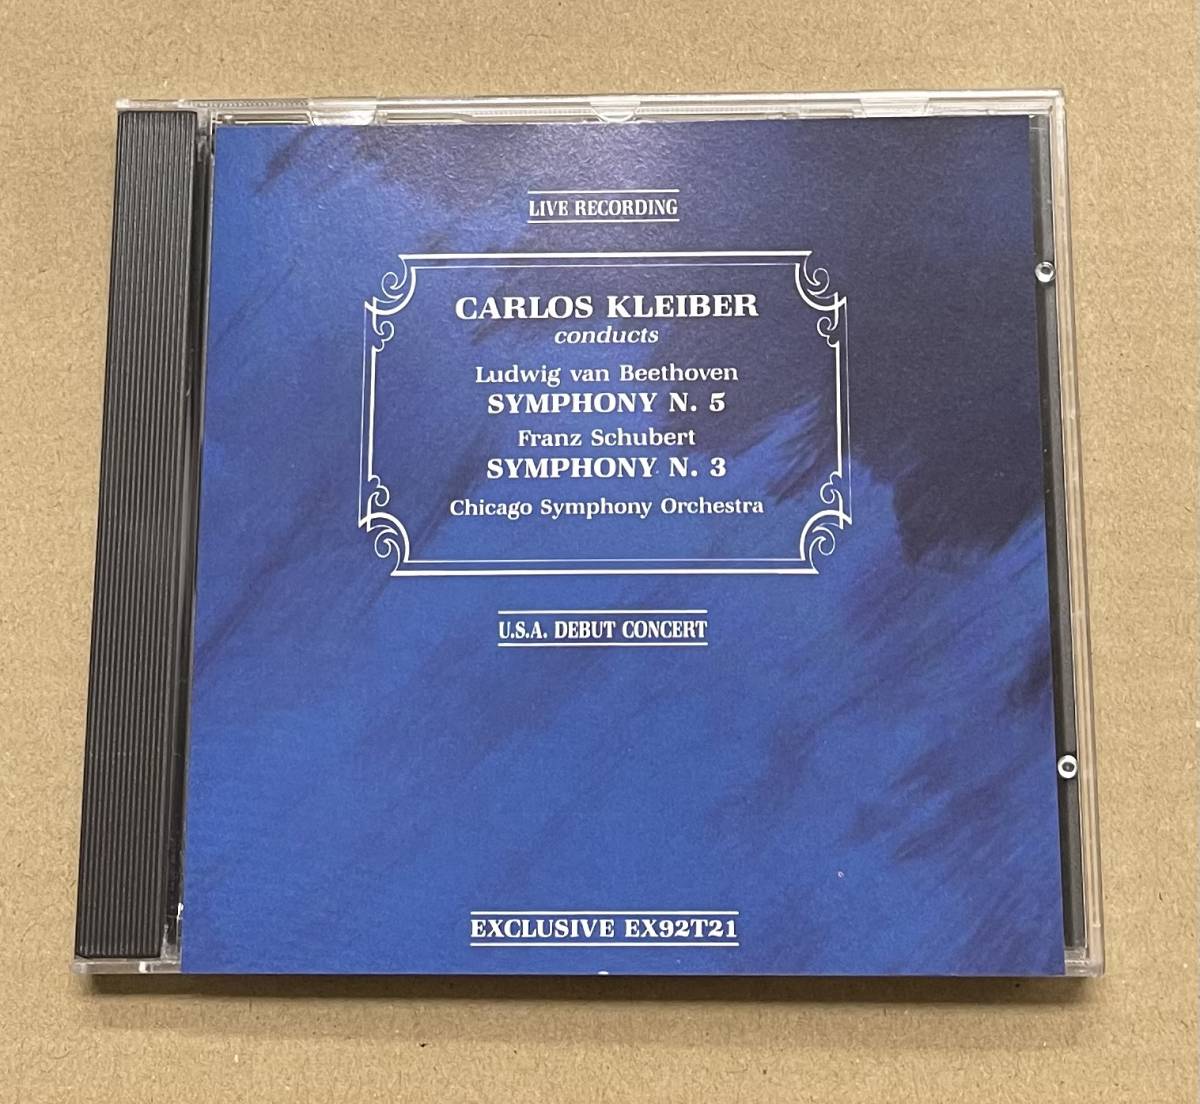 LIVE RECORDING
CARLOS KLEIBER
conducts
Ludwig van Beethoven
SYMPHONY N. 5
Franz Schubert
SYMPHONY N. 3
Chicago Symphony Orchestra
U.S.A. DEBUT CONCERT
EXCLUSIVE EX92T21